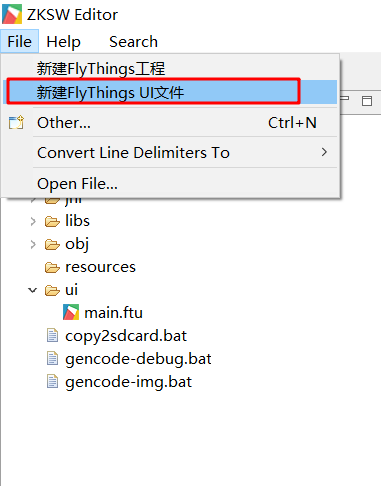 ZKSW Editor
File Help Search
新建FlyThings工程
新建FlyThings UI文件
Other... Ctrl+N
Convert Line Delimiters To
Open File...
jni
libs
obj
resources
ui
main.ftu
copy2sdcard.bat
gencode-debug.bat
gencode-img.bat